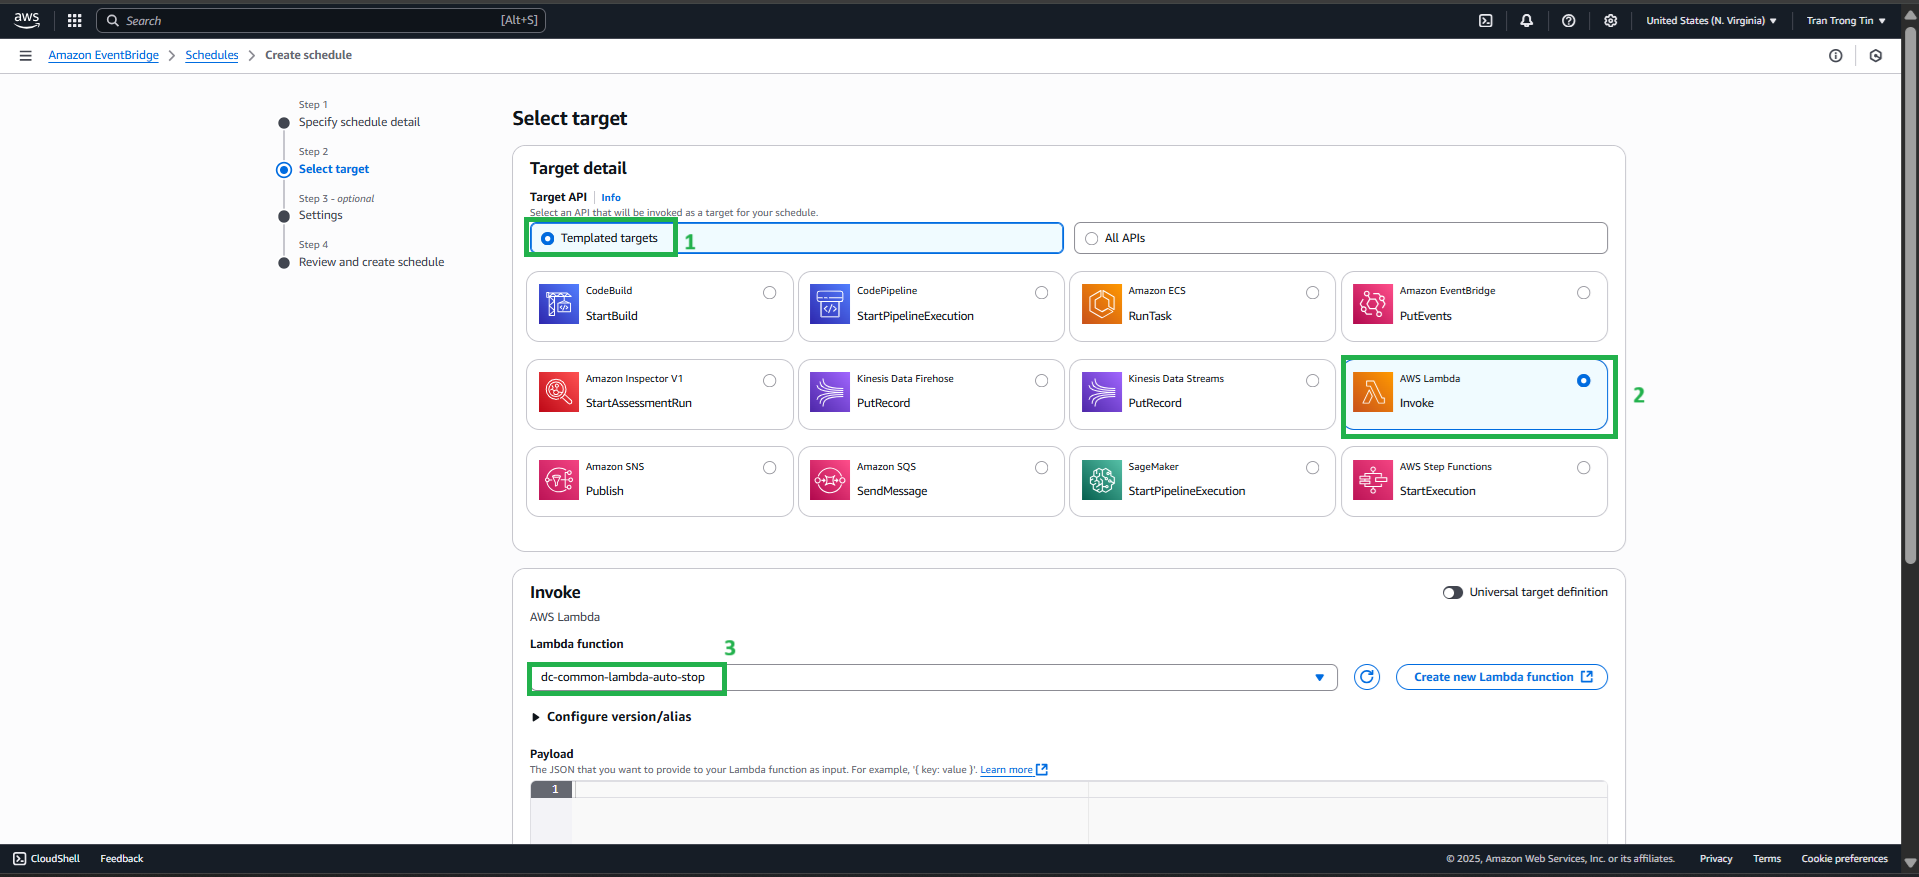 aws
Search [Alt+S]
United States (N. Virginia) Tran Trong Tin
Amazon EventBridge Schedules Create schedule
Step 1
Specify schedule detail
Step 2
Select target
Step 3 - optional
Settings
Step 4
Review and create schedule
Select target
Target detail
Target API Info
Select an API that will be invoked as a target for your schedule.
Templated targets 1 All APIs
CodeBuild
StartBuild
CodePipeline
StartPipelineExecution
Amazon ECS
RunTask
Amazon EventBridge
PutEvents
Amazon Inspector V1
StartAssessmentRun
Kinesis Data Firehose
PutRecord
Kinesis Data Streams
PutRecord
AWS Lambda
Invoke
2
Amazon SNS
Publish
Amazon SQS
SendMessage
SageMaker
StartPipelineExecution
AWS Step Functions
StartExecution
Invoke
Universal target definition
AWS Lambda
Lambda function
3
dc-common-lambda-auto-stop
Create new Lambda function
Configure version/alias
Payload
The JSON that you want to provide to your Lambda function as input. For example, '{ key: value }'. Learn more
1
CloudShell Feedback © 2025, Amazon Web Services, Inc. or its affiliates. Privacy Terms Cookie preferences